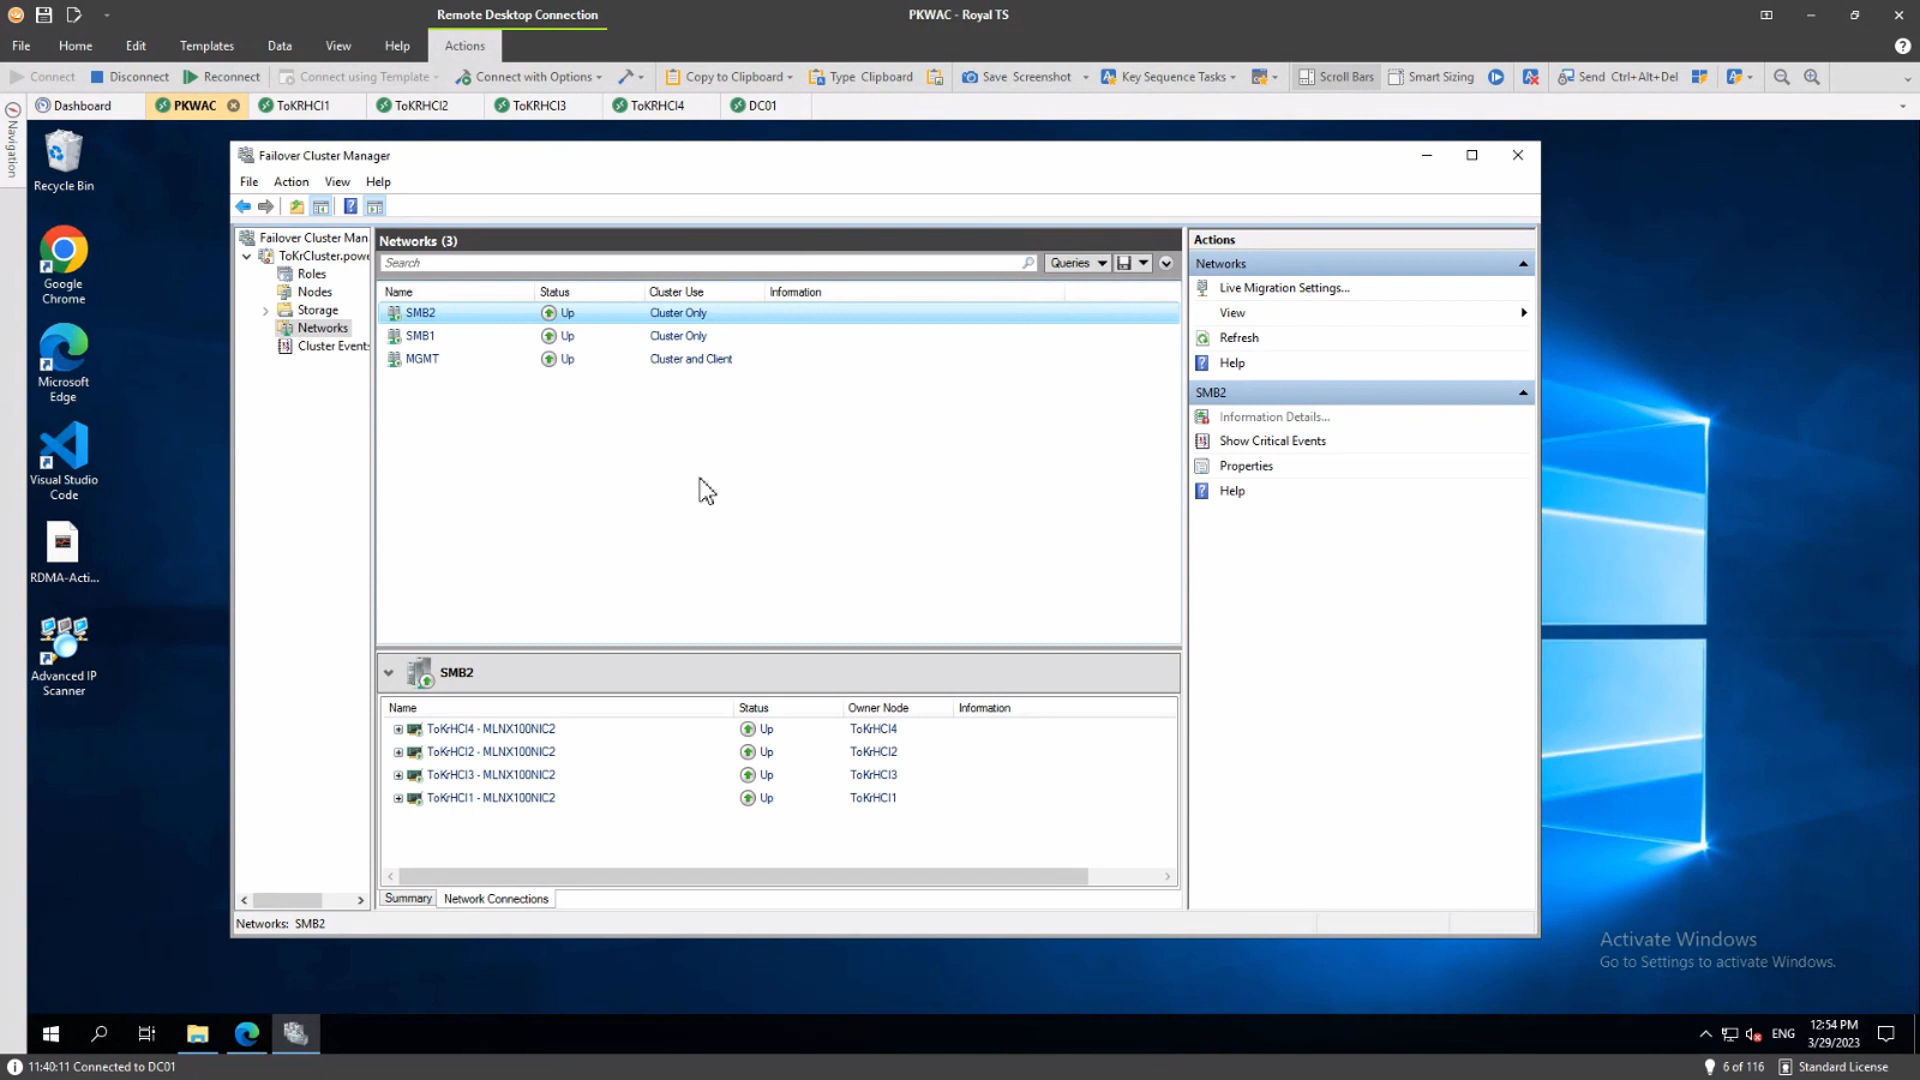 Remote Desktop Connection
PKWAC - Royal TS
File Home Edit Templates Data View Help Actions
Connect Disconnect Reconnect Connect using Template Connect with Options Copy to Clipboard Type Clipboard Save Screenshot Key Sequence Tasks Scroll Bars Smart Sizing Send Ctrl+Alt+Del
Navigation
Dashboard PKWAC ToKRHCI1 ToKRHCI2 ToKRHCI3 ToKRHCI4 DC01
Recycle Bin
Google
Chrome
Microsoft
Edge
Visual Studio
Code
RDMA-Acti...
Advanced IP
Scanner
Failover Cluster Manager
File Action View Help
Failover Cluster Man
ToKrCluster.powe
Roles
Nodes
Storage
Networks
Cluster Events
Networks (3)
Search
Queries
Name Status Cluster Use Information
SMB2 Up Cluster Only
SMB1 Up Cluster Only
MGMT Up Cluster and Client
SMB2
Name Status Owner Node Information
ToKrHCI4 - MLNX100NIC2 Up ToKrHCI4
ToKrHCI2 - MLNX100NIC2 Up ToKrHCI2
ToKrHCI3 - MLNX100NIC2 Up ToKrHCI3
ToKrHCI1 - MLNX100NIC2 Up ToKrHCI1
Summary Network Connections
Networks: SMB2
Actions
Networks
Live Migration Settings...
View
Refresh
Help
SMB2
Information Details...
Show Critical Events
Properties
Help
Activate Windows
Go to Settings to activate Windows.
ENG
12:54 PM
3/29/2023
11:40:11 Connected to DC01
6 of 116
Standard License